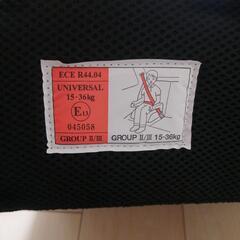 ECE R44.04
UNIVERSAL
15-36kg
E13
045058
GROUP II/III
GROUP II/III 15-36kg